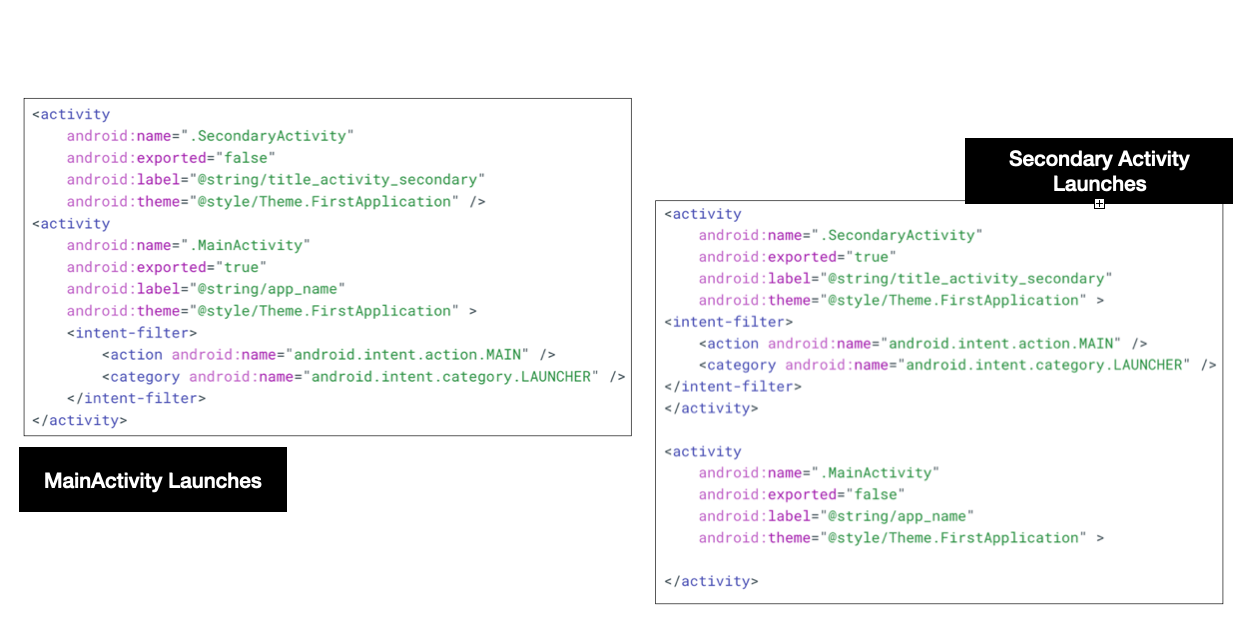 <activity
    android:name=".SecondaryActivity"
    android:exported="false"
    android:label="@string/title_activity_secondary"
    android:theme="@style/Theme.FirstApplication" />
<activity
    android:name=".MainActivity"
    android:exported="true"
    android:label="@string/app_name"
    android:theme="@style/Theme.FirstApplication" >
    <intent-filter>
        <action android:name="android.intent.action.MAIN" />
        <category android:name="android.intent.category.LAUNCHER" />
    </intent-filter>
</activity>
MainActivity Launches
Secondary Activity
Launches
<activity
    android:name=".SecondaryActivity"
    android:exported="true"
    android:label="@string/title_activity_secondary"
    android:theme="@style/Theme.FirstApplication" >
<intent-filter>
    <action android:name="android.intent.action.MAIN" />
    <category android:name="android.intent.category.LAUNCHER" />
</intent-filter>
</activity>
<activity
    android:name=".MainActivity"
    android:exported="false"
    android:label="@string/app_name"
    android:theme="@style/Theme.FirstApplication" >
</activity>